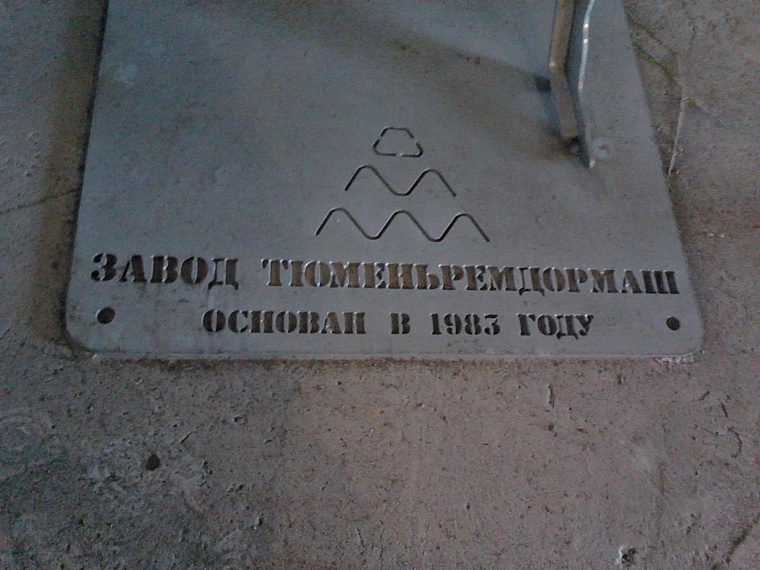 ЗАВОД ТЮМЕНЬРЕМДОРМАШ
ОСНОВАН В 1983 ГОДУ